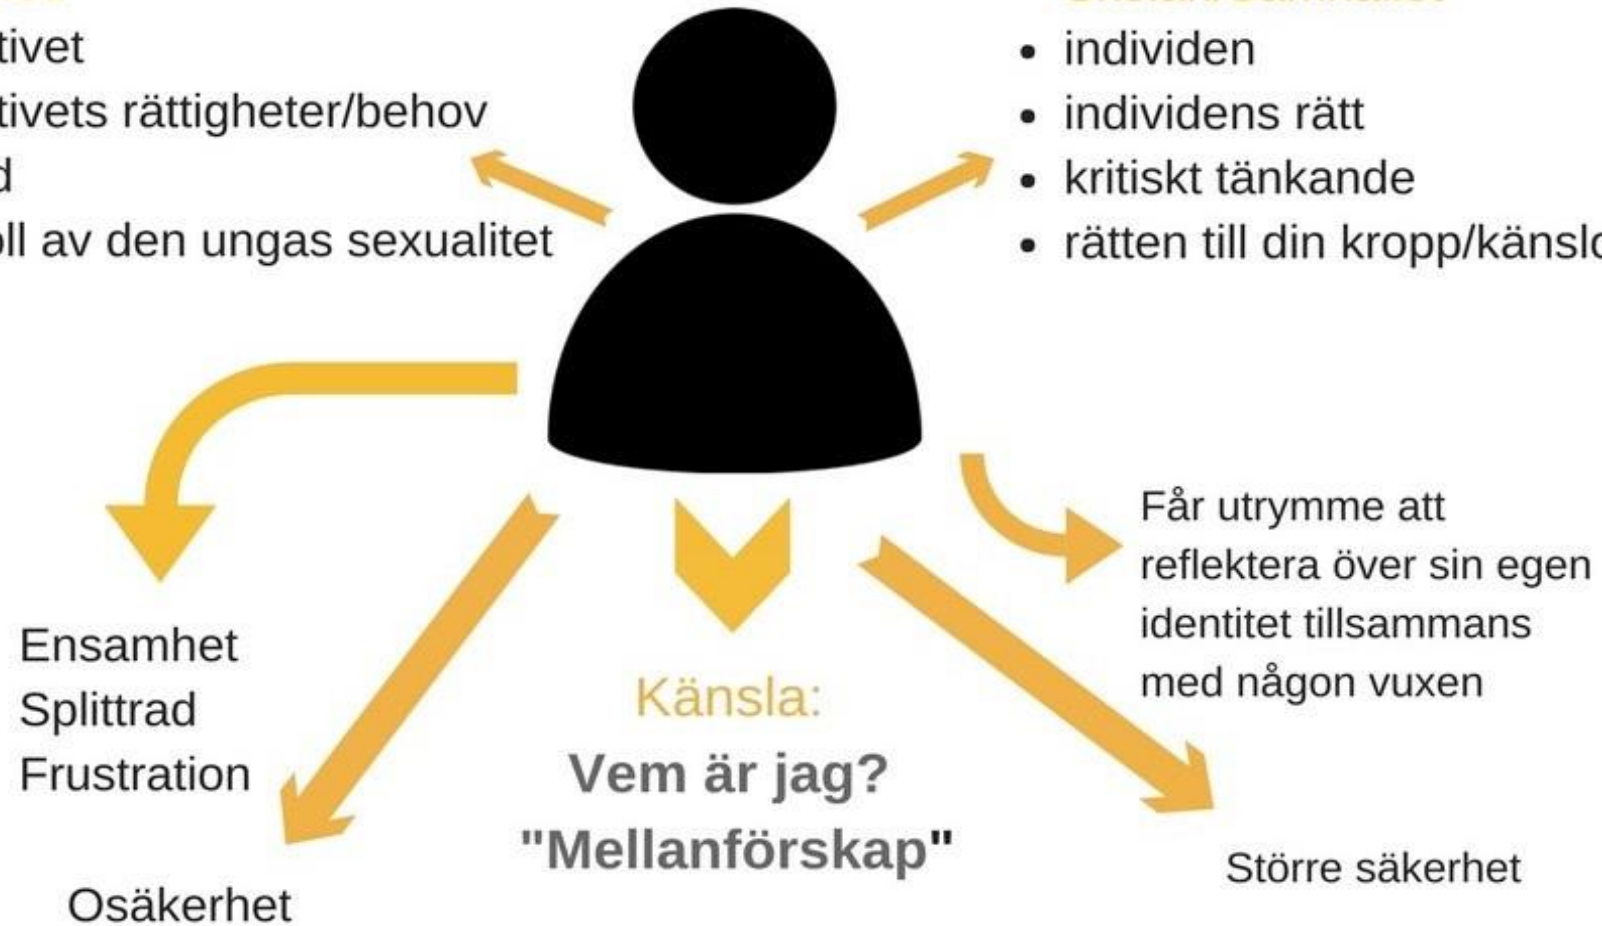 tivet
tivets rättigheter/behov
d
oll av den ungas sexualitet
individen
individens rätt
kritiskt tänkande
rätten till din kropp/känslo
Ensamhet
Splittrad
Frustration
Osäkerhet
Känsla:
Vem är jag?
"Mellanförskap"
Får utrymme att
reflektera över sin egen
identitet tillsammans
med någon vuxen
Större säkerhet